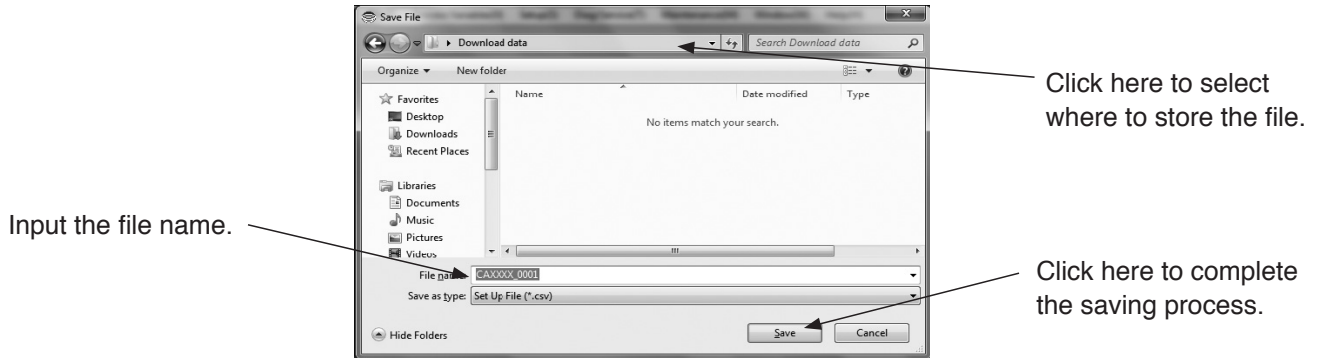 Save File
Download data
Search Download data
Organize
New folder
Favorites
Desktop
Downloads
Recent Places
Libraries
Documents
Music
Pictures
Videos
Name
Date modified
Type
No items match your search.
File name:
CAXXXX_0001
Save as type:
Set Up File (*.csv)
Hide Folders
Save
Cancel
Click here to select
where to store the file.
Input the file name.
Click here to complete
the saving process.